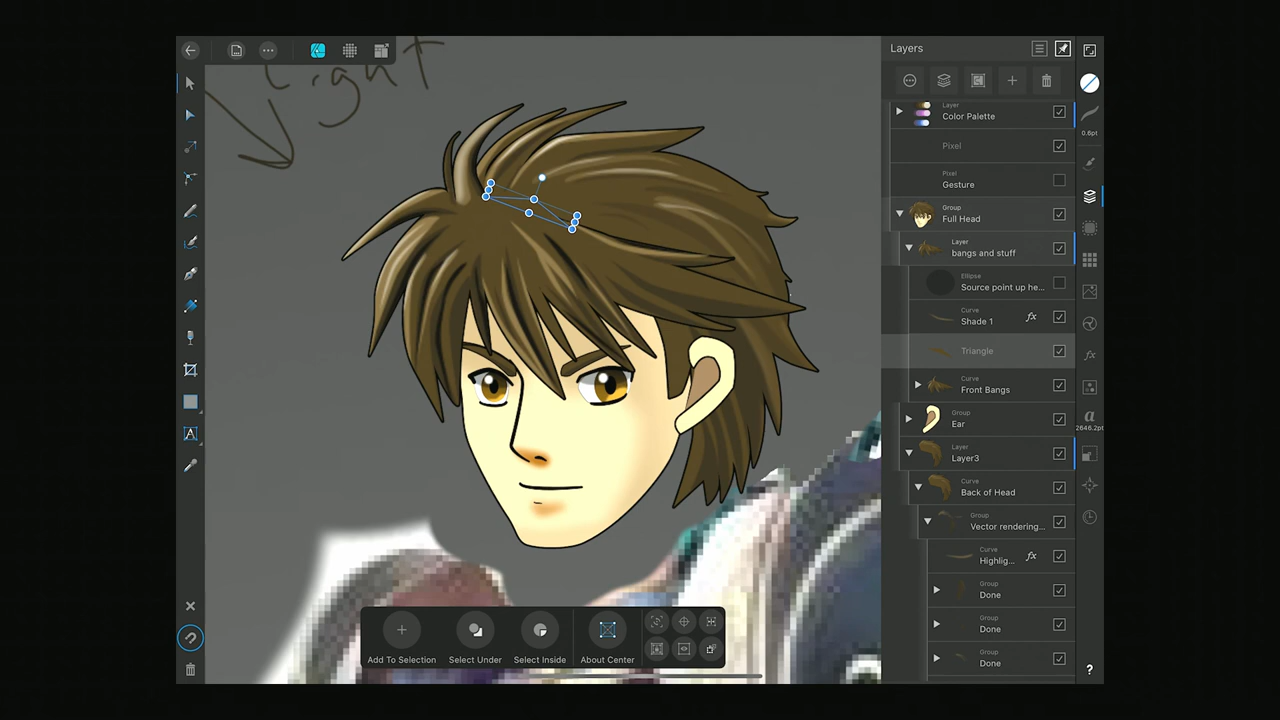 Light
Layers
Layer
Color Palette
0.6pt
Pixel
Pixel
Gesture
Group
Full Head
Layer
bangs and stuff
Ellipse
Source point up he...
Curve
Shade 1
fx
Triangle
fx
Curve
Front Bangs
Group
Ear
a
2646.2pt
Layer
Layer3
Curve
Back of Head
Group
Vector rendering...
Curve
Highlig...
fx
Group
Done
Group
Done
Group
Done
Add To Selection
Select Under
Select Inside
About Center
A
?